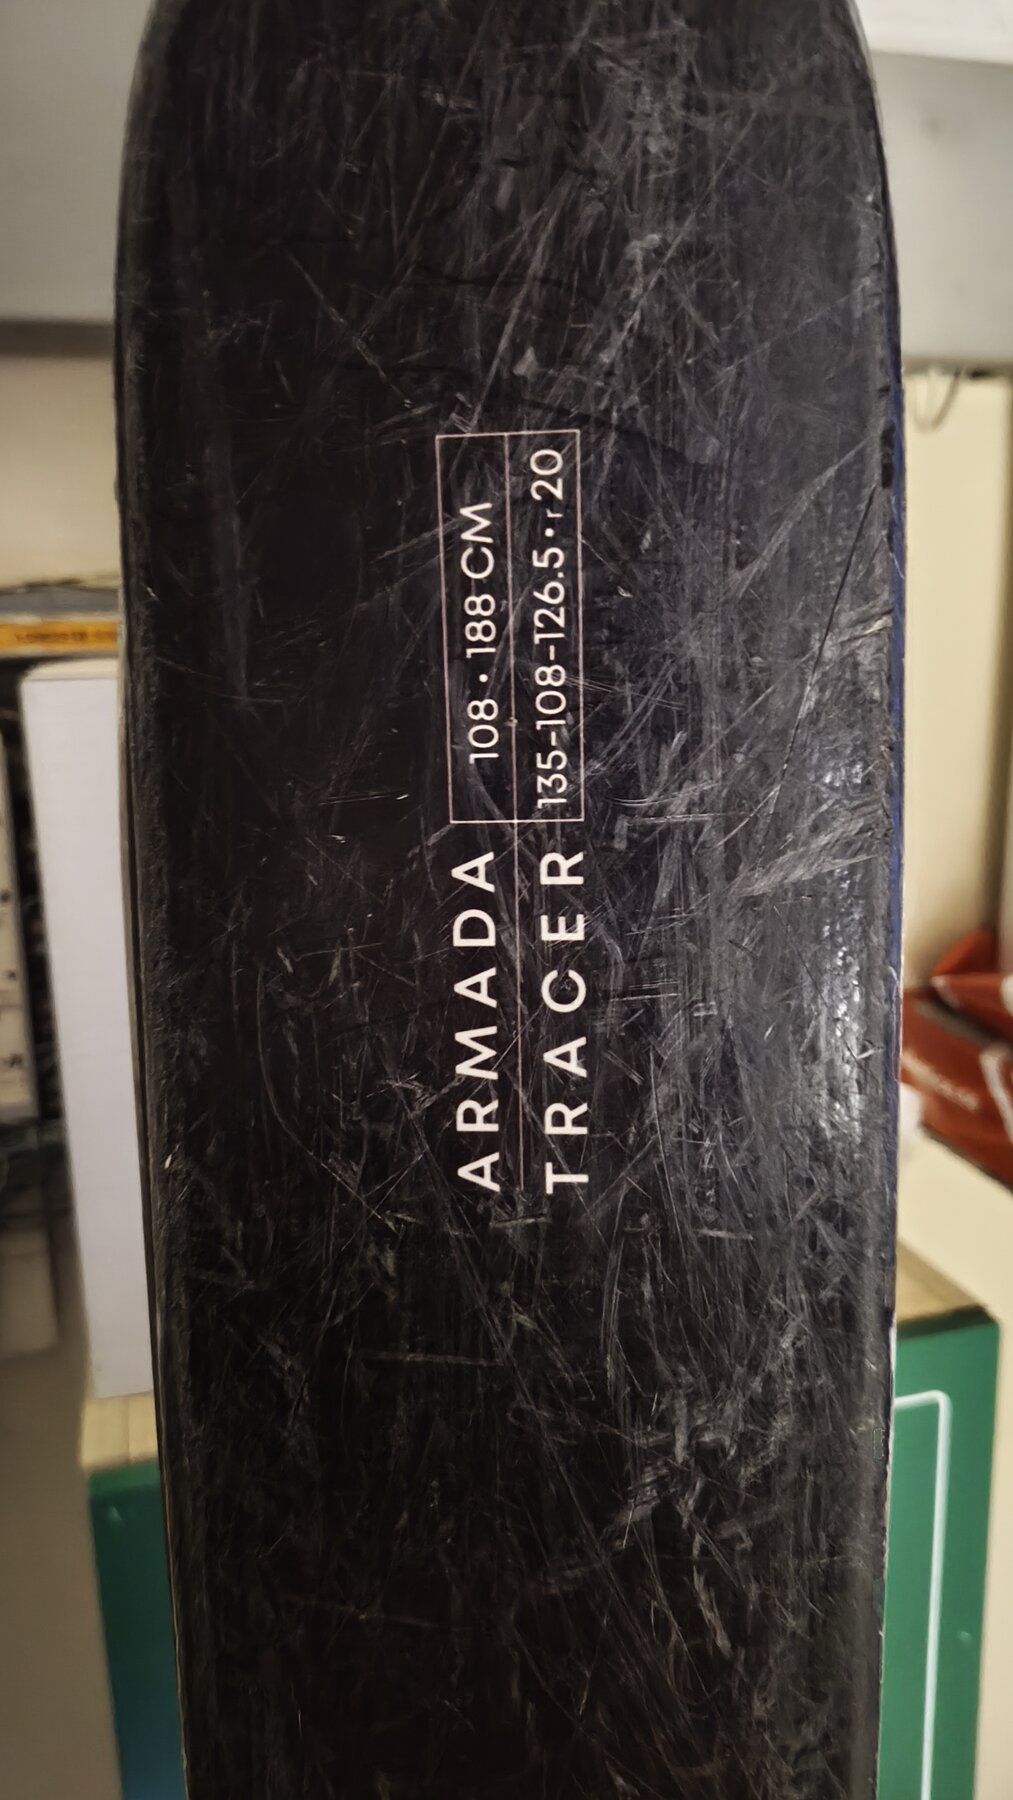 ARMADA 108 • 188 CM
TRACER 135-108-126.5 • r 20